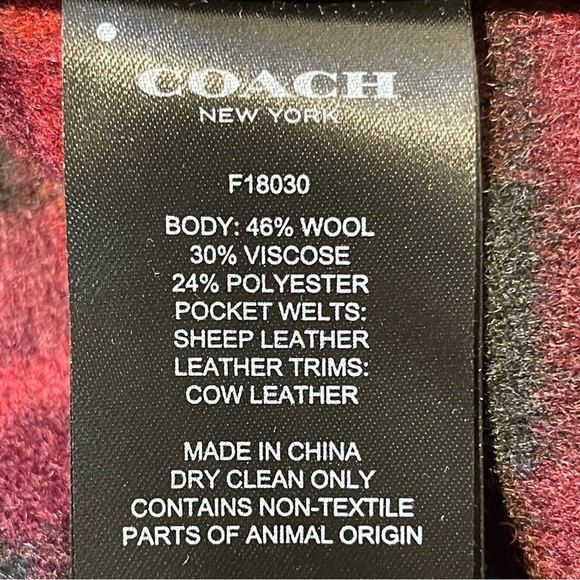 COACH
NEW YORK
F18030
BODY: 46% WOOL
30% VISCOSE
24% POLYESTER
POCKET WELTS:
SHEEP LEATHER
LEATHER TRIMS:
COW LEATHER
MADE IN CHINA
DRY CLEAN ONLY
CONTAINS NON-TEXTILE
PARTS OF ANIMAL ORIGIN